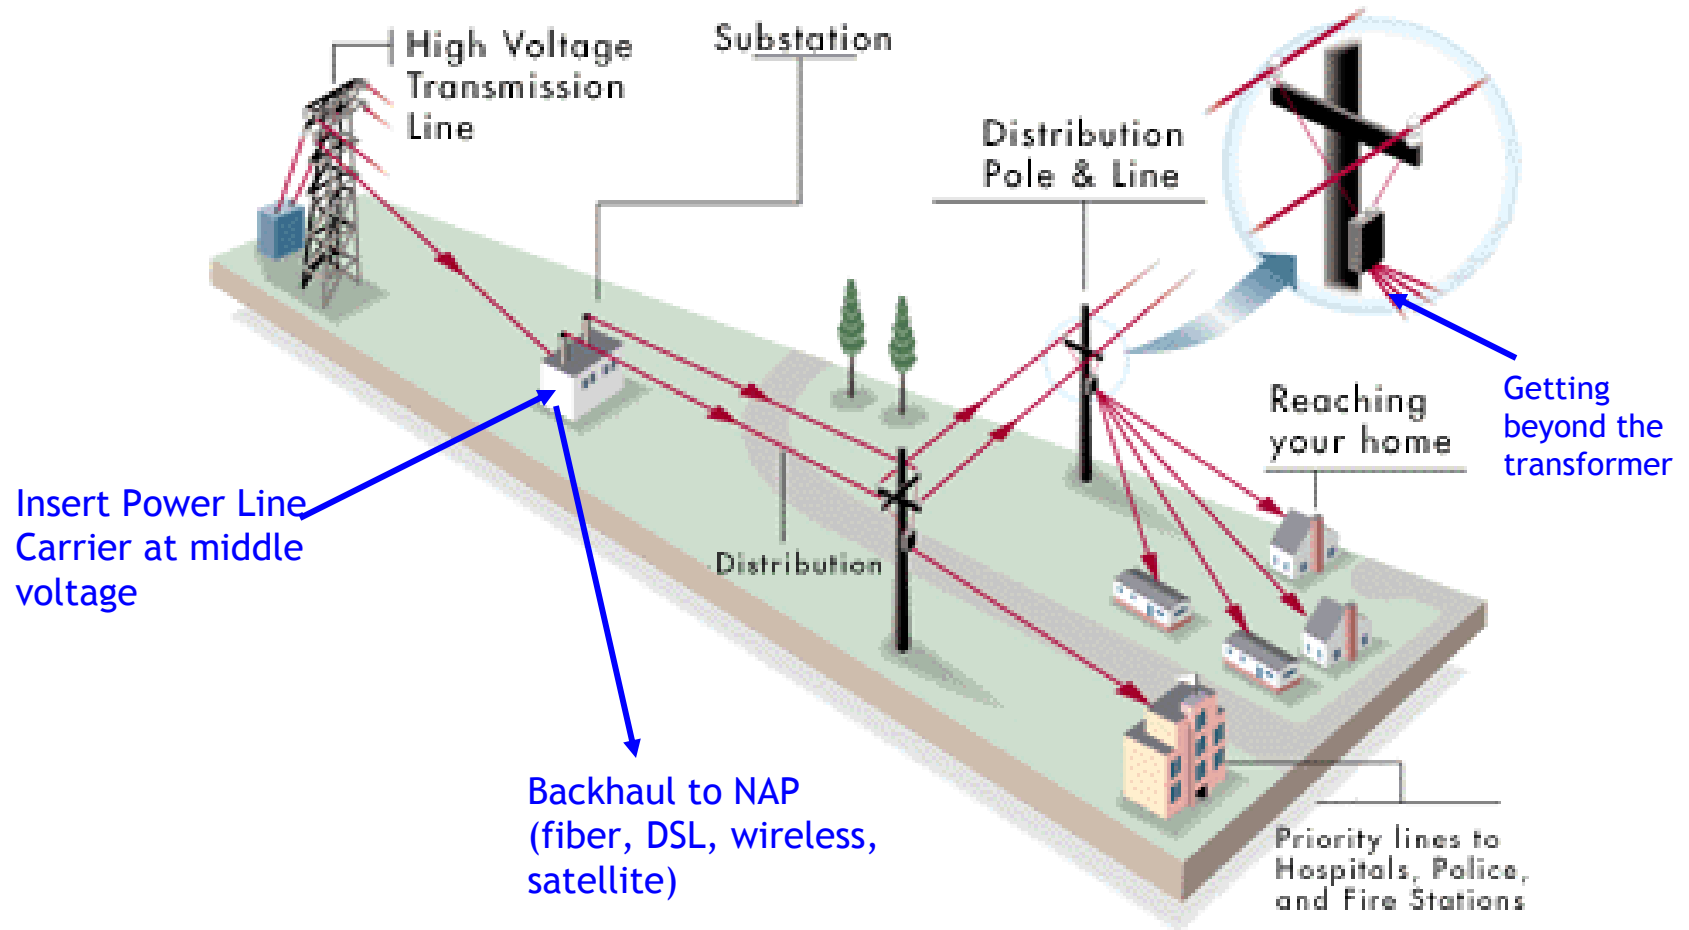 High Voltage
Transmission
Line
Substation
Distribution
Pole & Line
Getting
beyond the
transformer
Reaching
your home
Insert Power Line
Carrier at middle
voltage
Distribution
Backhaul to NAP
(fiber, DSL, wireless,
satellite)
Priority lines to
Hospitals, Police,
and Fire Stations